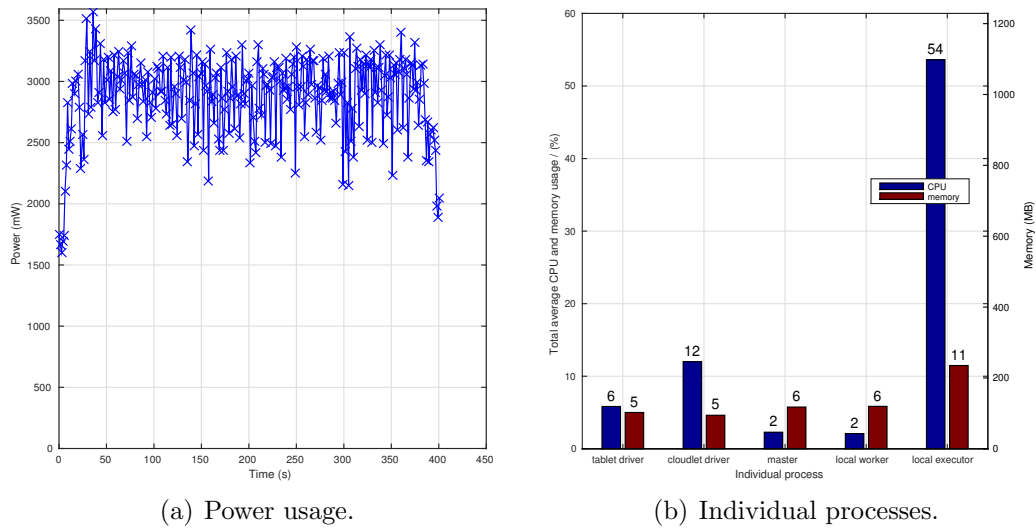 3500
3000
2500
2000
1500
1000
500
0
Power (mW)
0 50 100 150 200 250 300 350 400 450
Time (s)
(a) Power usage.
60
50
40
30
20
10
0
Total average CPU and memory usage / (%)
1200
1000
800
600
400
200
0
Memory (MB)
CPU
memory
6 5 12 5 2 6 2 6 54 11
tablet driver cloudlet driver master local worker local executor
Individual process
(b) Individual processes.